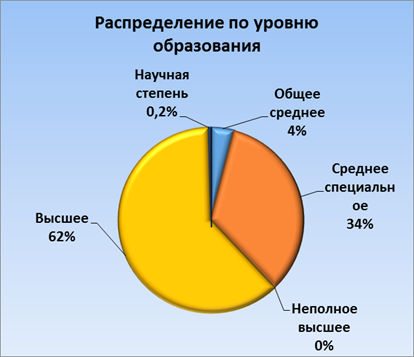 Распределение по уровню
образования
Научная
степень
0,2%
Общее
среднее
4%
Среднее
специальн
ое
34%
Высшее
62%
Неполное
высшее
0%